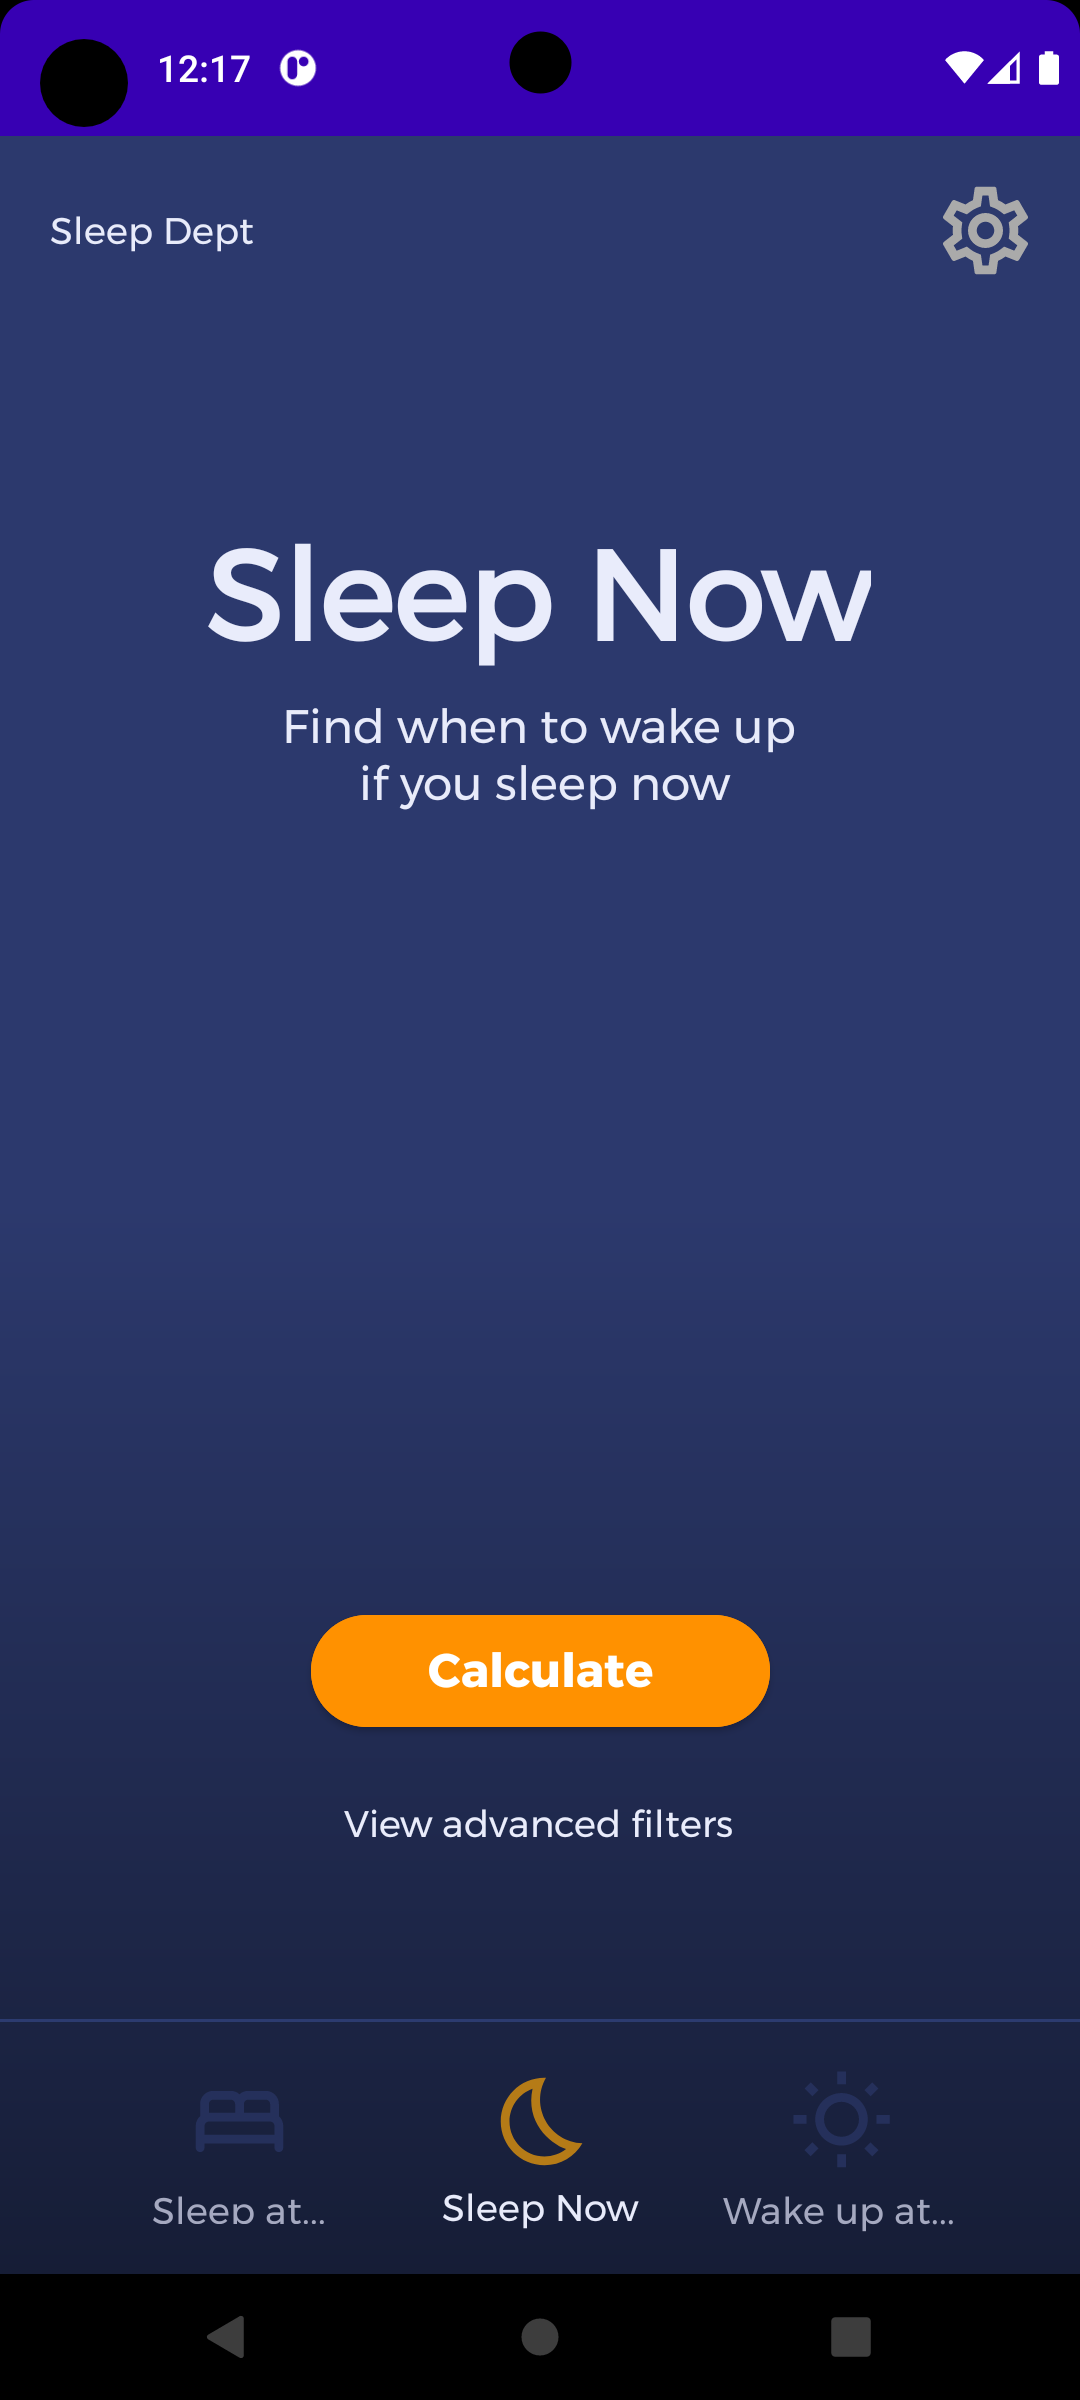 12:17
Sleep Dept
Sleep Now
Find when to wake up
if you sleep now
Calculate
View advanced filters
Sleep at...
Sleep Now
Wake up at...